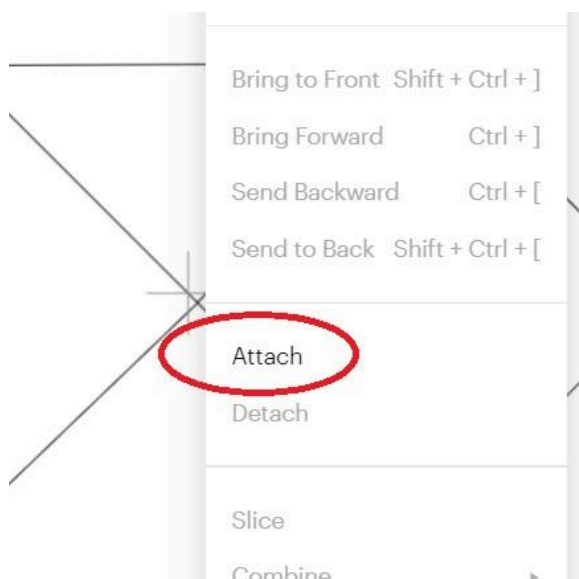 Bring to Front Shift + Ctrl + ]
Bring Forward Ctrl + ]
Send Backward Ctrl + [
Send to Back Shift + Ctrl + [
Attach
Detach
Slice
Combine